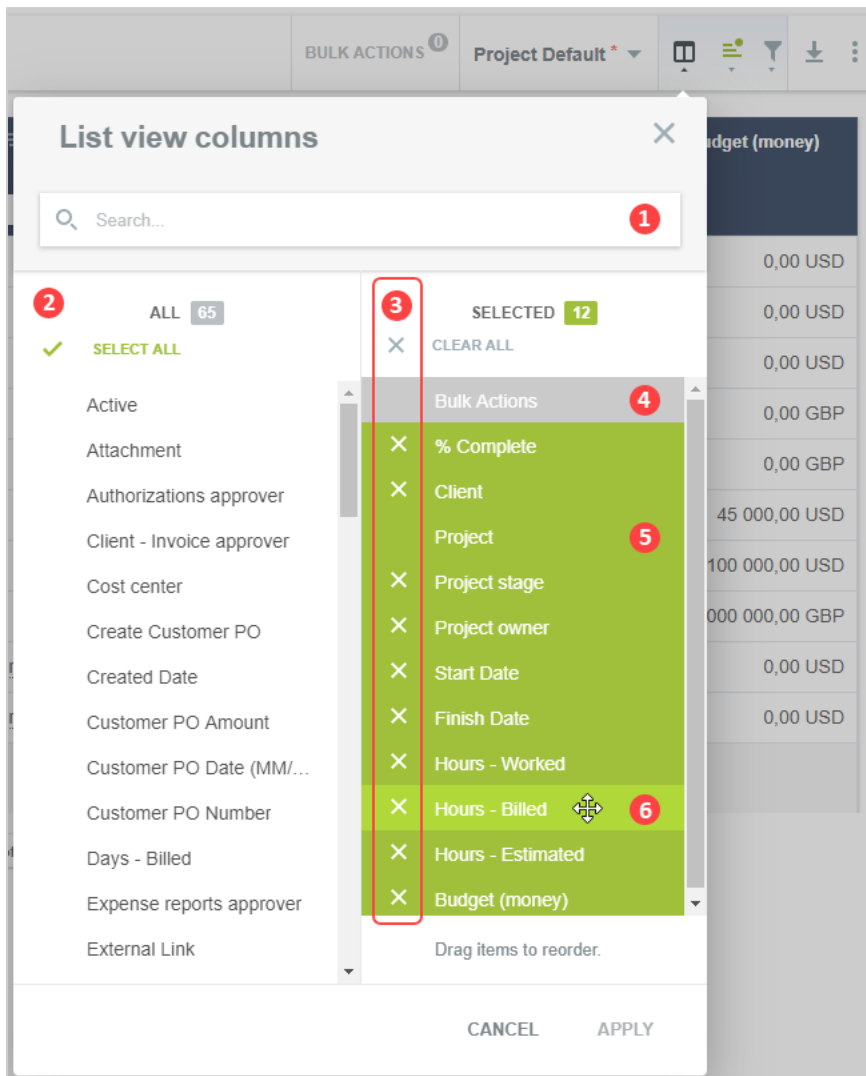 BULK ACTIONS 0
Project Default *
List view columns
(money)
Search...
1
2
ALL 65
SELECT ALL
3
SELECTED 12
CLEAR ALL
Active
Attachment
Authorizations approver
Client - Invoice approver
Cost center
Create Customer PO
Created Date
Customer PO Amount
Customer PO Date (MM/...
Customer PO Number
Days - Billed
Expense reports approver
External Link
Bulk Actions 4
% Complete
Client
Project 5
Project stage
Project owner
Start Date
Finish Date
Hours - Worked
Hours - Billed 6
Hours - Estimated
Budget (money)
Drag items to reorder.
0,00 USD
0,00 USD
0,00 USD
0,00 GBP
0,00 GBP
45 000,00 USD
100 000,00 USD
000 000,00 GBP
0,00 USD
0,00 USD
CANCEL
APPLY